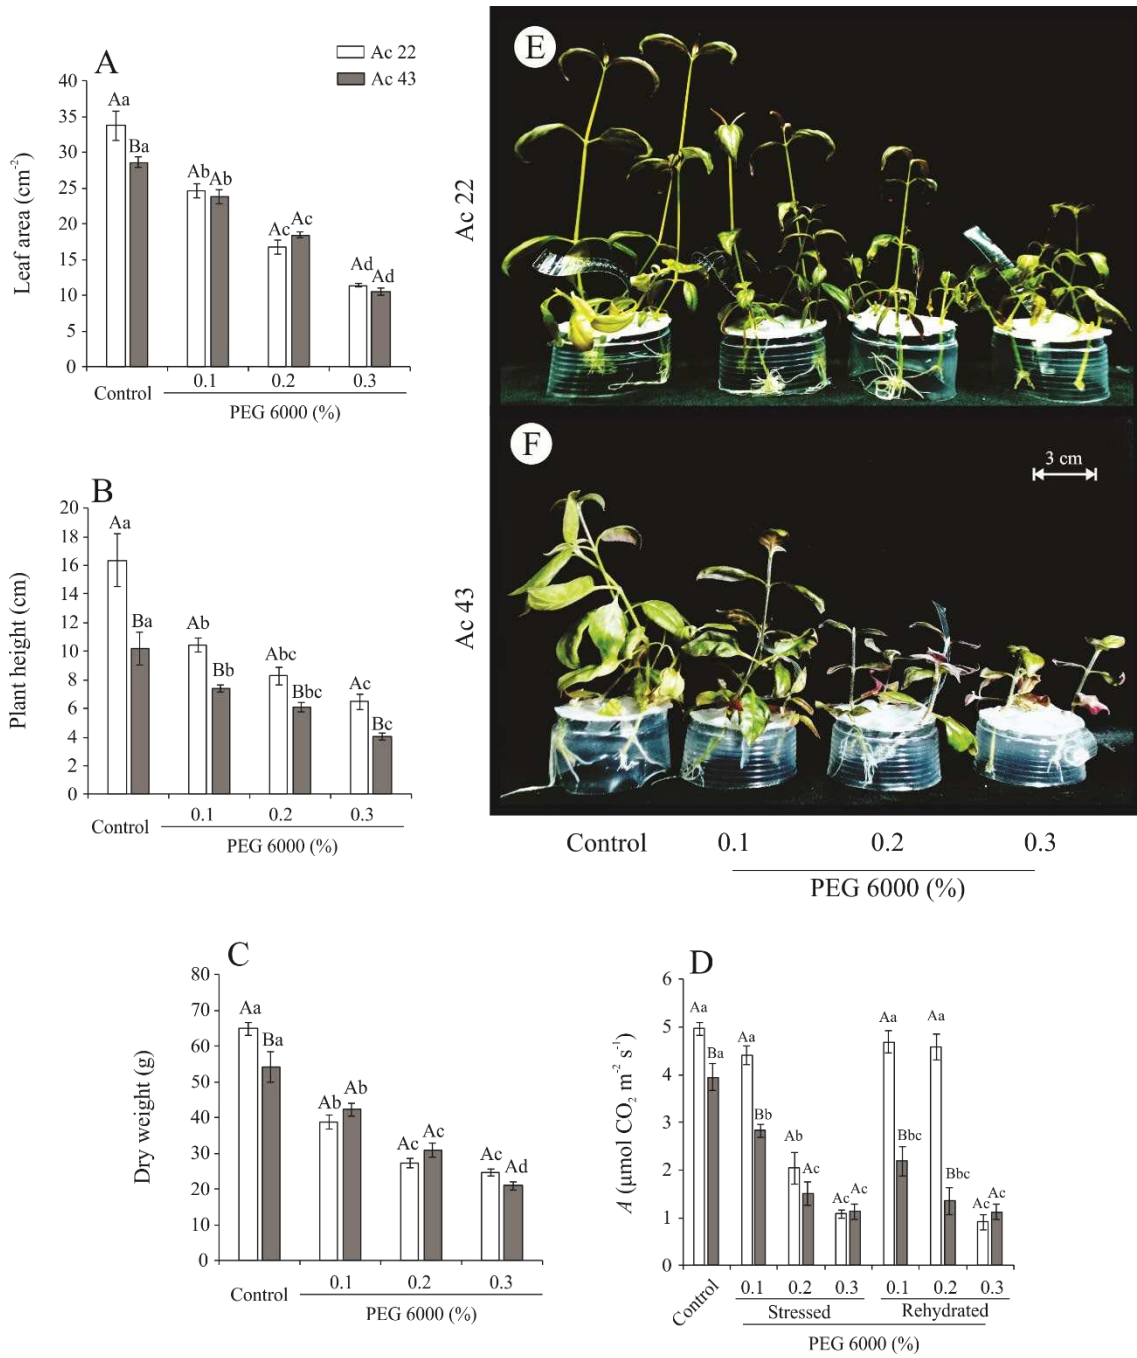 A
Ac 22
Ac 43
Leaf area (cm⁻²)
40
35
30
25
20
15
10
5
0
Aa
Ba
Ab Ab
Ac
Ac
Ad
Ad
Control
0.1
0.2
0.3
PEG 6000 (%)
B
Plant height (cm)
20
18
16
14
12
10
8
6
4
2
0
Aa
Ba
Ab
Bb
Abc
Bbc
Ac
Bc
Control
0.1
0.2
0.3
PEG 6000 (%)
E
Ac 22
F
3 cm
Ac 43
Control
0.1
0.2
0.3
PEG 6000 (%)
C
Dry weight (g)
80
70
60
50
40
30
20
10
0
Aa
Ba
Ab
Ab
Ac
Ac
Ac
Ad
Control
0.1
0.2
0.3
PEG 6000 (%)
D
A (µmol CO₂ m⁻² s⁻¹)
6
5
4
3
2
1
0
Aa
Ba
Aa
Bb
Ab
Ac
Ac
Ac
Aa
Bbc
Aa
Bbc
Ac
Ac
Control
0.1
0.2
0.3
0.1
0.2
0.3
Stressed
Rehydrated
PEG 6000 (%)